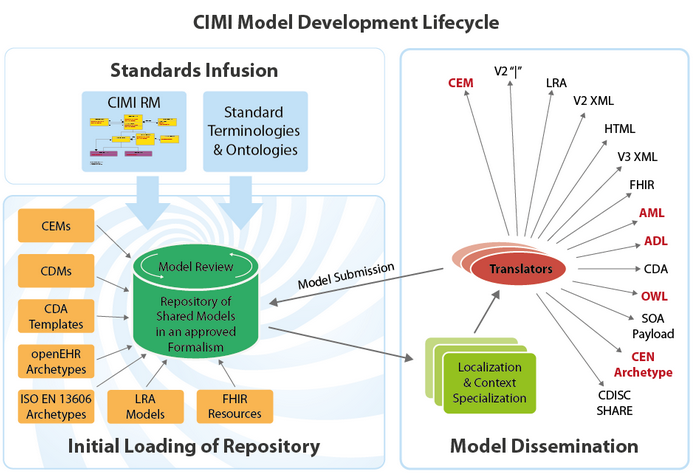 CIMI Model Development Lifecycle
Standards Infusion
CIMI RM
Standard
Terminologies
& Ontologies
CEMs
CDMs
CDA
Templates
openEHR
Archetypes
ISO EN 13606
Archetypes
LRA
Models
FHIR
Resources
Model Review
Repository of
Shared Models
in an approved
Formalism
Initial Loading of Repository
Model Submission
Translators
Localization
& Context
Specialization
CEM
V2 “|”
LRA
V2 XML
HTML
V3 XML
FHIR
AML
ADL
CDA
OWL
SOA
Payload
CEN
Archetype
CDISC
SHARE
Model Dissemination